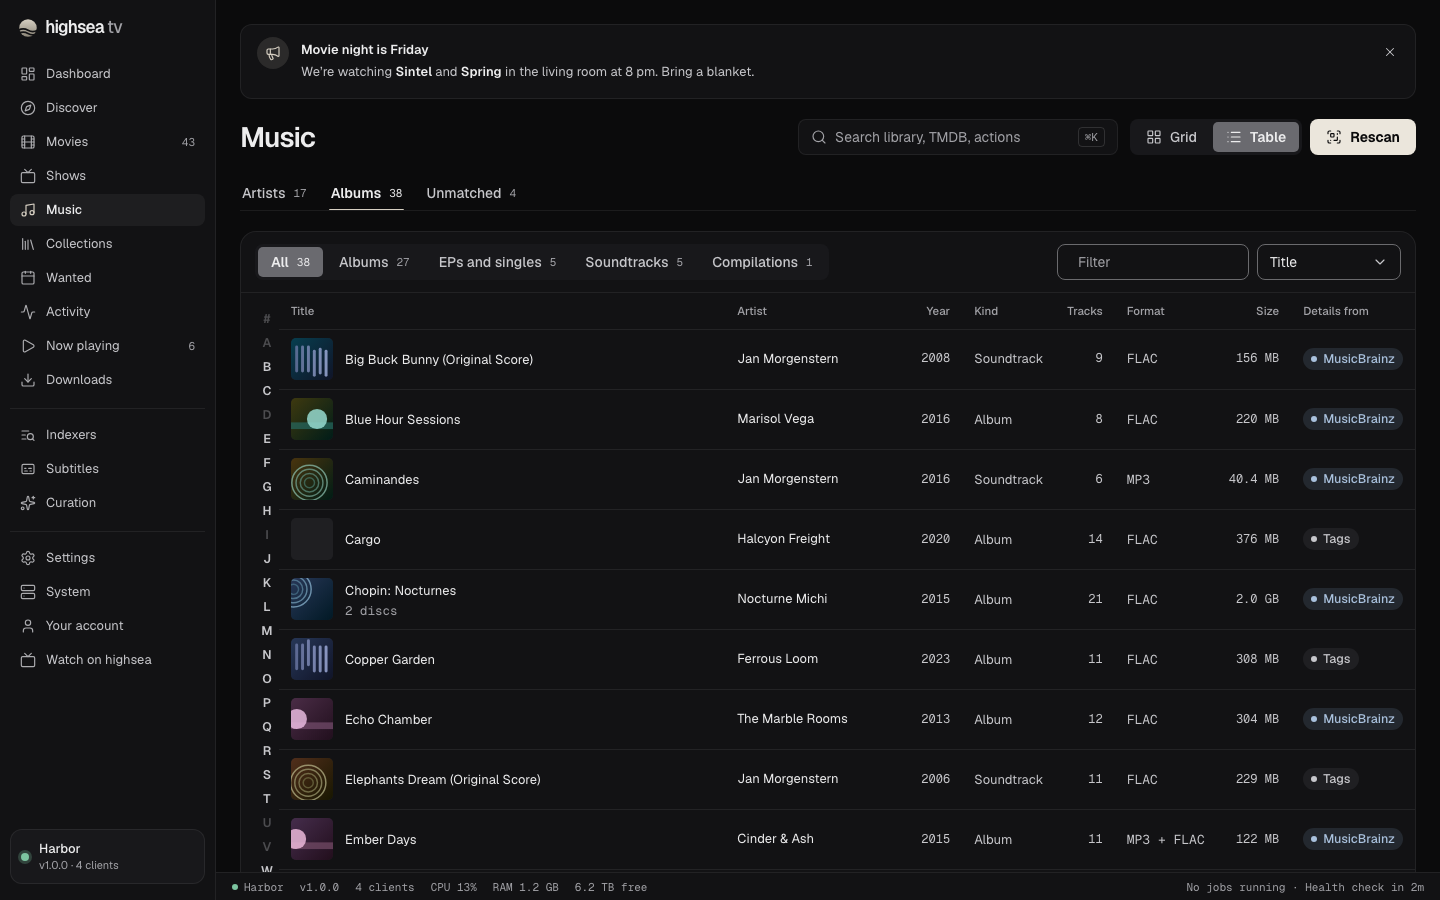 highsea tv
Dashboard
Discover
Movies 43
Shows
Music
Collections
Wanted
Activity
Now playing 6
Downloads
Indexers
Subtitles
Curation
Settings
System
Your account
Watch on highsea
Harbor
v1.0.0 · 4 clients
Movie night is Friday
We're watching Sintel and Spring in the living room at 8 pm. Bring a blanket.
Music
Search library, TMDB, actions ⌘K
Grid Table Rescan
Artists 17 Albums 38 Unmatched 4
All 38 Albums 27 EPs and singles 5 Soundtracks 5 Compilations 1 Filter Title
#
A
B
C
D
E
F
G
H
I
J
K
L
M
N
O
P
Q
R
S
T
U
V
W
Title Artist Year Kind Tracks Format Size Details from
Big Buck Bunny (Original Score) Jan Morgenstern 2008 Soundtrack 9 FLAC 156 MB MusicBrainz
Blue Hour Sessions Marisol Vega 2016 Album 8 FLAC 220 MB MusicBrainz
Caminandes Jan Morgenstern 2016 Soundtrack 6 MP3 40.4 MB MusicBrainz
Cargo Halcyon Freight 2020 Album 14 FLAC 376 MB Tags
Chopin: Nocturnes Nocturne Michi 2015 Album 21 FLAC 2.0 GB MusicBrainz
2 discs
Copper Garden Ferrous Loom 2023 Album 11 FLAC 308 MB Tags
Echo Chamber The Marble Rooms 2013 Album 12 FLAC 304 MB MusicBrainz
Elephants Dream (Original Score) Jan Morgenstern 2006 Soundtrack 11 FLAC 229 MB Tags
Ember Days Cinder & Ash 2015 Album 11 MP3 + FLAC 122 MB MusicBrainz
Harbor v1.0.0 4 clients CPU 13% RAM 1.2 GB 6.2 TB free No jobs running · Health check in 2m